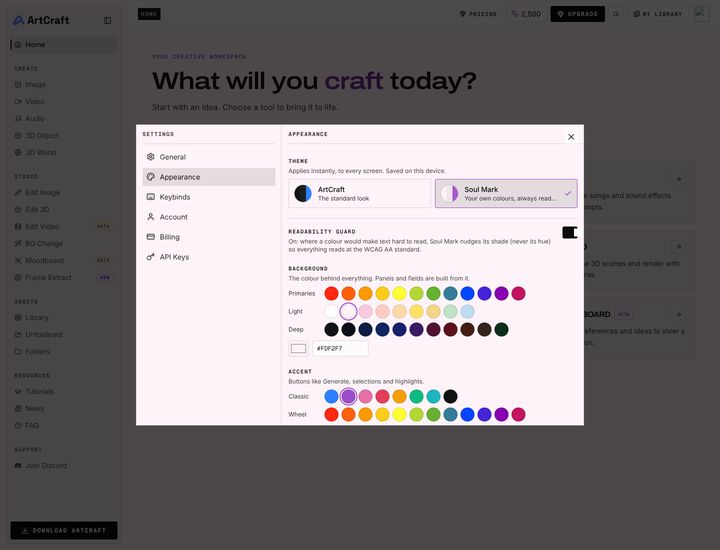 ArtCraft
HOME
PRICING
2,500
UPGRADE
MY LIBRARY
Home
CREATE
Image
Video
Audio
3D Object
3D World
STUDIO
Edit Image
Edit 3D
Edit Video BETA
BG Change
Moodboard BETA
Frame Extract NEW
ASSETS
Library
Unfoldered
Folders
RESOURCES
Tutorials
News
FAQ
SUPPORT
Join Discord
DOWNLOAD ARTCRAFT
YOUR CREATIVE WORKSPACE
What will you craft today?
Start with an idea. Choose a tool to bring it to life.
SETTINGS
General
Appearance
Keybinds
Account
Billing
API Keys
APPEARANCE
THEME
Applies instantly, to every screen. Saved on this device.
ArtCraft
The standard look
Soul Mark
Your own colours, always read...
READABILITY GUARD
On: where a colour would make text hard to read, Soul Mark nudges its shade (never its hue)
so everything reads at the WCAG AA standard.
BACKGROUND
The colour behind everything. Panels and fields are built from it.
Primaries
Light
Deep
#FDF2F7
ACCENT
Buttons like Generate, selections and highlights.
Classic
Wheel
e songs and sound effects
mpts.
e 3D scenes and render with
ras.
BOARD BETA
references and ideas to steer a
on.